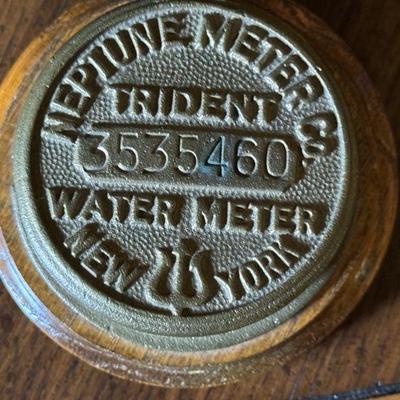 NEPTUNE METER CO.
TRIDENT
3535460
WATER METER
NEW YORK